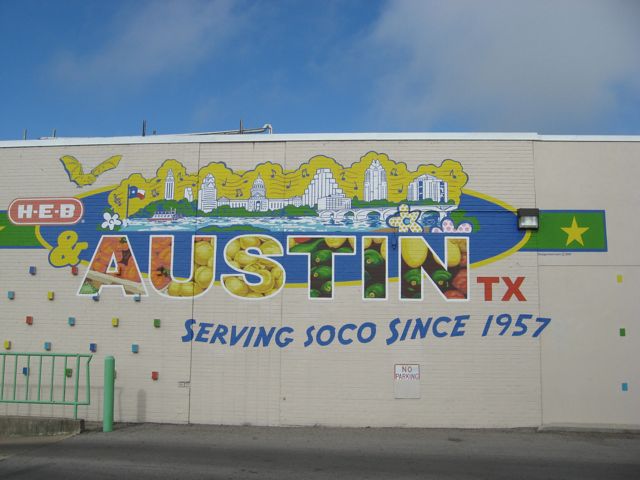 H-E-B
&
AUSTIN TX
SERVING SOCO SINCE 1957
NO
PARKING